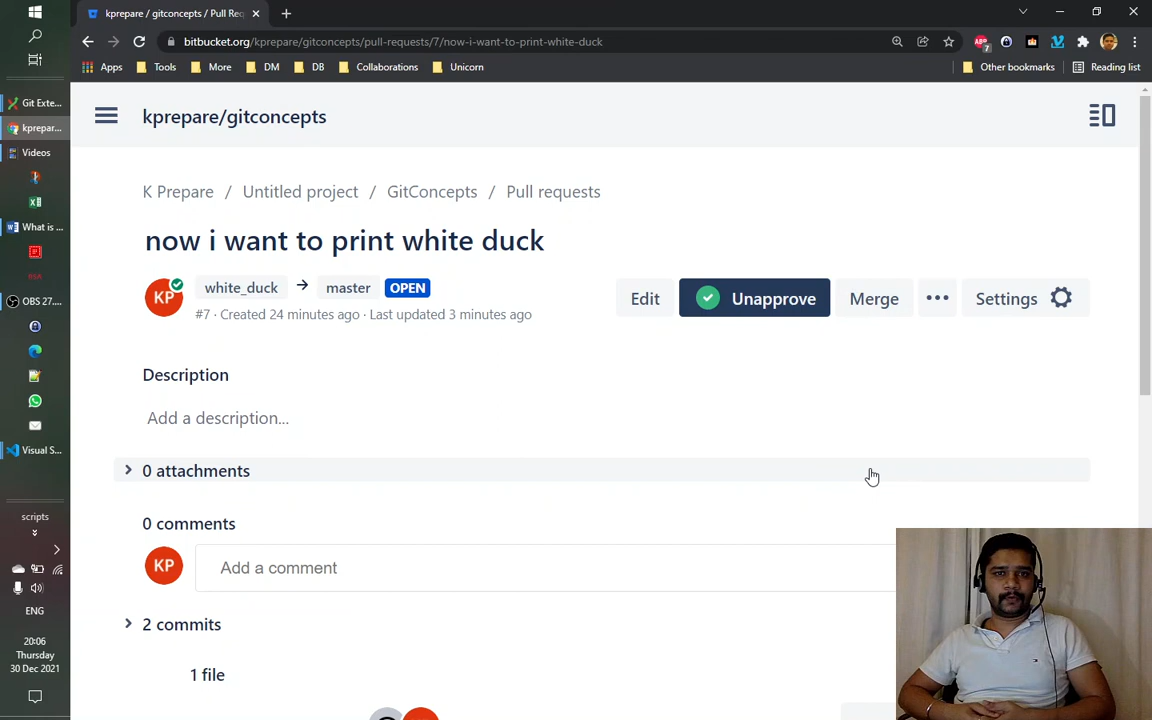 kprepare / gitconcepts / Pull Req
bitbucket.org/kprepare/gitconcepts/pull-requests/7/now-i-want-to-print-white-duck
7
Apps Tools More DM DB Collaborations Unicorn Other bookmarks Reading list
Git Exte...
kprepar...
Videos
What is ...
OBS 27....
Visual S...
scripts
ENG
20:06
Thursday
30 Dec 2021
kprepare/gitconcepts
K Prepare / Untitled project / GitConcepts / Pull requests
now i want to print white duck
KP white_duck → master OPEN
#7 · Created 24 minutes ago · Last updated 3 minutes ago
Edit Unapprove Merge ••• Settings
Description
Add a description...
0 attachments
0 comments
KP Add a comment
2 commits
1 file